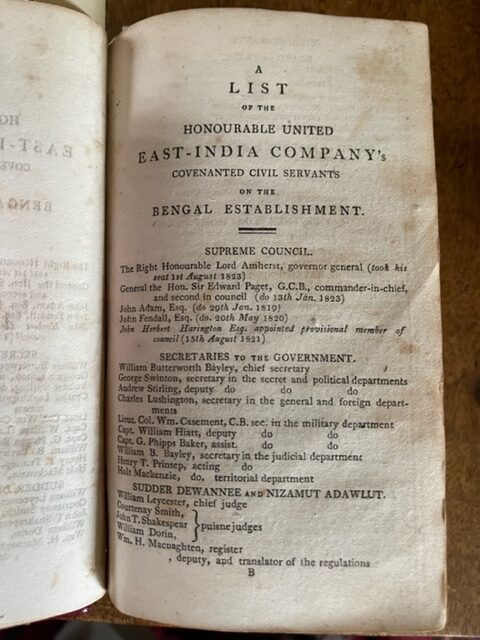 A
LIST
OF THE
HONOURABLE UNITED
EAST-INDIA COMPANY's
COVENANTED CIVIL SERVANTS
ON THE
BENGAL ESTABLISHMENT.
SUPREME COUNCIL.
The Right Honourable Lord Amherst, governor general (took his
seat 1st August 1823)
General the Hon. Sir Edward Paget, G.C.B., commander-in-chief,
and second in council (do 13th Jan. 1823)
John Adam, Esq. (do 29th Jan. 1819)
John Fendall, Esq. (do. 20th May 1820)
John Herbert Harington Esq. appointed provisional member of
council (15th August 1821)
SECRETARIES TO THE GOVERNMENT.
William Butterworth Bayley, chief secretary
George Swinton, secretary in the secret and political departments
Andrew Stirling, deputy do do do
Charles Lushington, secretary in the general and foreign depart-
ments
Lieut. Col. Wm. Casement, C.B. sec. in the military department
Capt. William Hiatt, deputy do do
Capt. G. Phipps Baker, assist. do do
William B. Bayley, secretary in the judicial department
Henry T. Prinsep, acting do do
Holt Mackenzie, do. territorial department
SUDDER DEWANNEE AND NIZAMUT ADAWLUT.
William Leycester, chief judge
Courtenay Smith,
John T. Shakespear } puisne judges
William Dorin,
Wm. H. Macnaghten, register
, deputy, and translator of the regulations
B